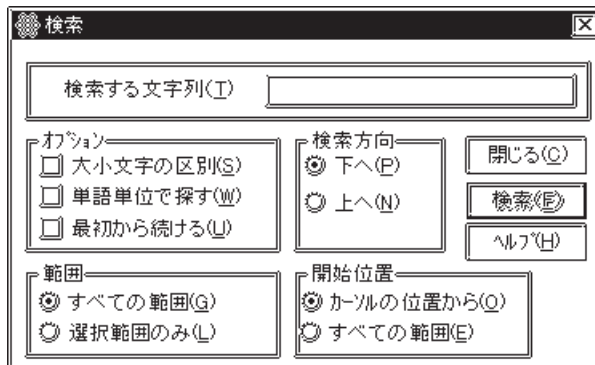 検索
検索する文字列(T)
ｵﾌﾟｼｮﾝ
大小文字の区別(S)
単語単位で探す(W)
最初から続ける(U)
検索方向
下へ(P)
上へ(N)
閉じる(C)
検索(F)
ﾍﾙﾌﾟ(H)
範囲
すべての範囲(G)
選択範囲のみ(L)
開始位置
ｶｰｿﾙの位置から(O)
すべての範囲(E)